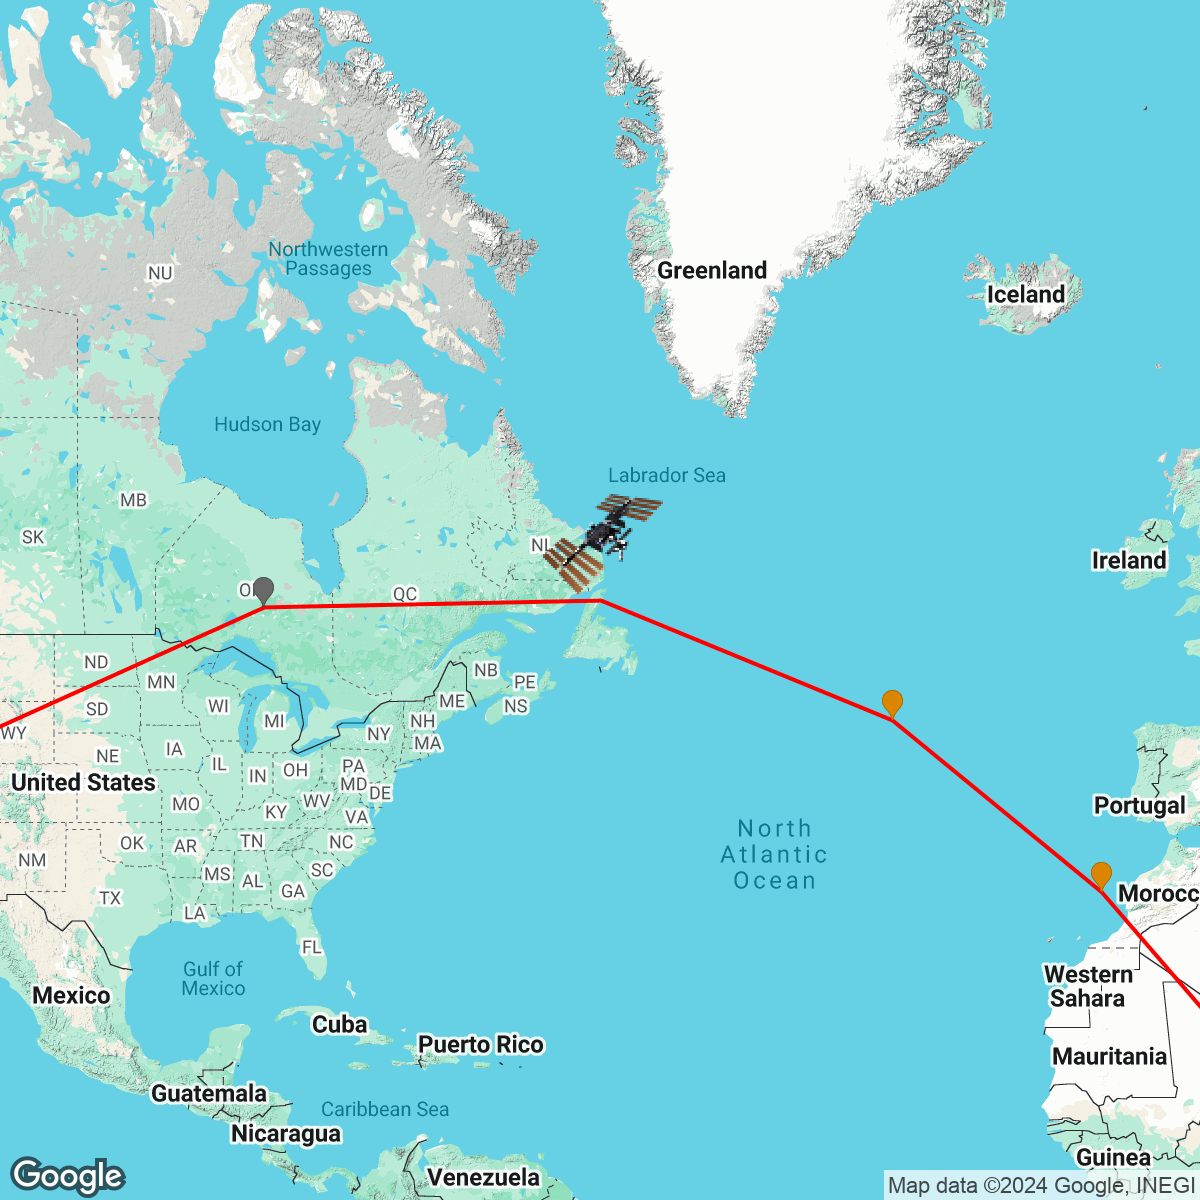 Greenland
Northwestern
Passages
NU
Iceland
Hudson Bay
Labrador Sea
MB
SK
NL
Ireland
QC
ND
MN
NB
PE
SD
WI
ME
NS
MI
NH
WY
NY
MA
IA
NE
IL
IN
OH
PA
United States
MD
DE
MO
KY
WV
Portugal
VA
OK
AR
TN
NC
North
Atlantic
Ocean
NM
MS
AL
SC
GA
TX
Morocc
LA
FL
Gulf of
Mexico
Western
Sahara
Mexico
Cuba
Puerto Rico
Mauritania
Guatemala
Caribbean Sea
Nicaragua
Guinea
Venezuela
Google
Map data ©2024 Google, INEGI